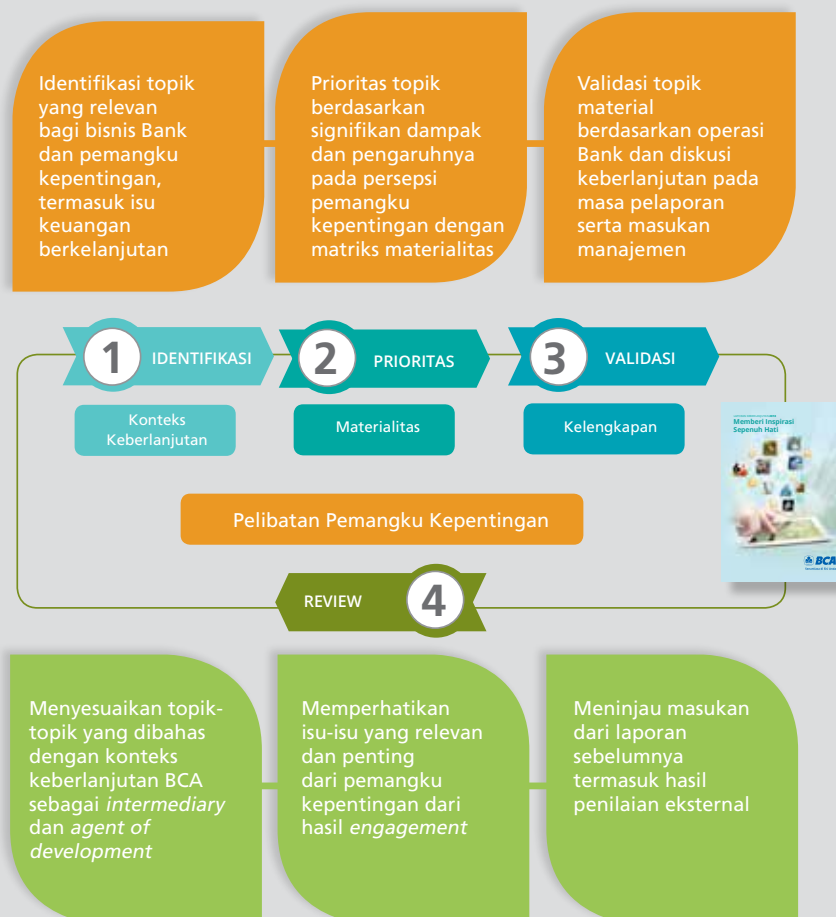 Identifikasi topik
yang relevan
bagi bisnis Bank
dan pemangku
kepentingan,
termasuk isu
keuangan
berkelanjutan
Prioritas topik
berdasarkan
signifikan dampak
dan pengaruhnya
pada persepsi
pemangku
kepentingan dengan
matriks materialitas
Validasi topik
material
berdasarkan operasi
Bank dan diskusi
keberlanjutan pada
masa pelaporan
serta masukan
manajemen
1 IDENTIFIKASI
2 PRIORITAS
3 VALIDASI
Konteks
Keberlanjutan
Materialitas
Kelengkapan
Memberi Inspirasi
Sepenuh Hati
BCA
Pelibatan Pemangku Kepentingan
REVIEW 4
Menyesuaikan topik-
topik yang dibahas
dengan konteks
keberlanjutan BCA
sebagai intermediary
dan agent of
development
Memperhatikan
isu-isu yang relevan
dan penting
dari pemangku
kepentingan dari
hasil engagement
Meninjau masukan
dari laporan
sebelumnya
termasuk hasil
penilaian eksternal